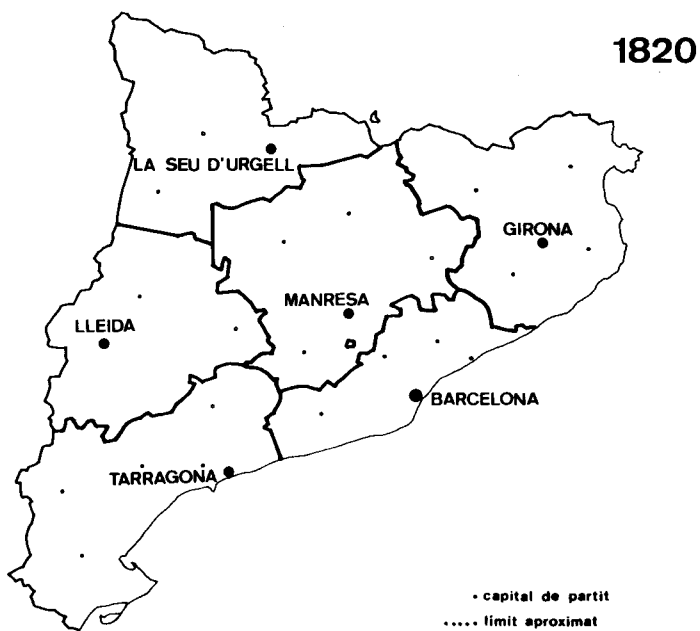 1820
LA SEU D'URGELL
GIRONA
MANRESA
LLEIDA
BARCELONA
TARRAGONA
• capital de partit
..... límit aproximat